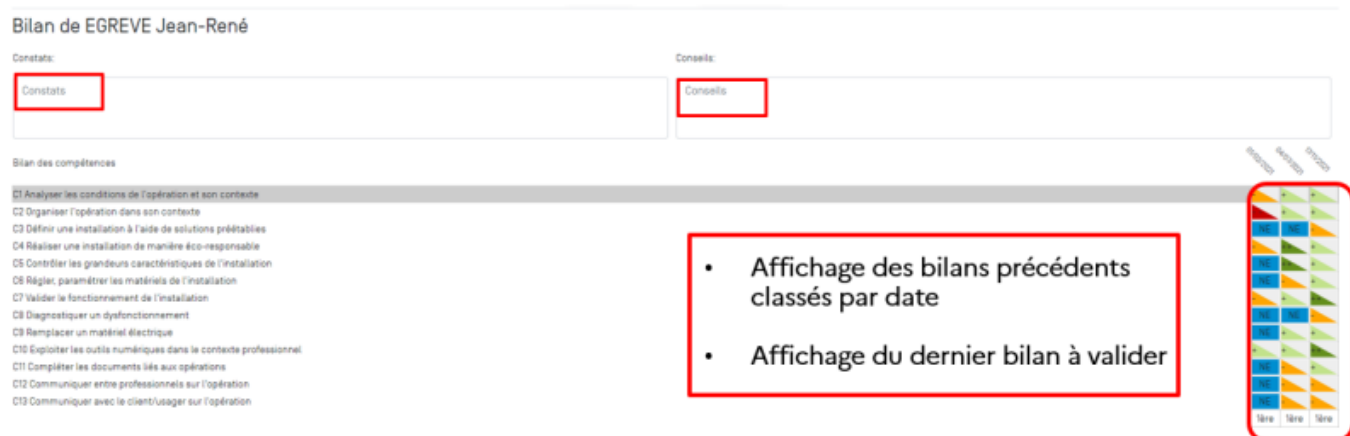 Bilan de EGREVE Jean-René
Constats:
Conseils:
Constats
Conseils
Bilan des compétences
04/03/2021
17/11/2021
C1 Analyser les conditions de l'opération et son contexte
C2 Organiser l'opération dans son contexte
C3 Définir une installation à l'aide de solutions préétablies
NE NE
C4 Réaliser une installation de manière éco-responsable
C5 Contrôler les grandeurs caractéristiques de l'installation
NE
C6 Régler, paramétrer les matériels de l'installation
NE
C7 Valider le fonctionnement de l'installation
C8 Diagnostiquer un dysfonctionnement
NE NE
C9 Remplacer un matériel électrique
NE
C10 Exploiter les outils numériques dans le contexte professionnel
C11 Compléter les documents liés aux opérations
NE
C12 Communiquer entre professionnels sur l'opération
NE
C13 Communiquer avec le client/usager sur l'opération
NE
1ère 1ère 1ère
• Affichage des bilans précédents
classés par date
• Affichage du dernier bilan à valider